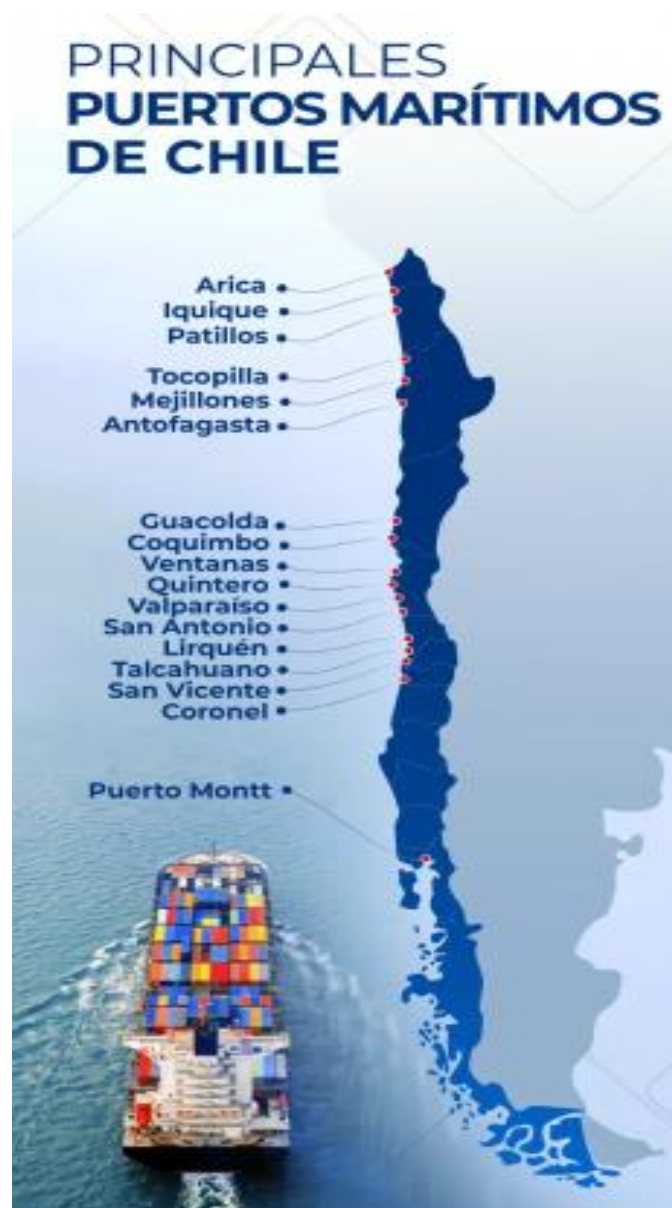 PRINCIPALES
PUERTOS MARÍTIMOS
DE CHILE
Arica
Iquique
Patillos
Tocopilla
Mejillones
Antofagasta
Guacolda
Coquimbo
Ventanas
Quintero
Valparaíso
San Antonio
Lirquén
Talcahuano
San Vicente
Coronel
Puerto Montt